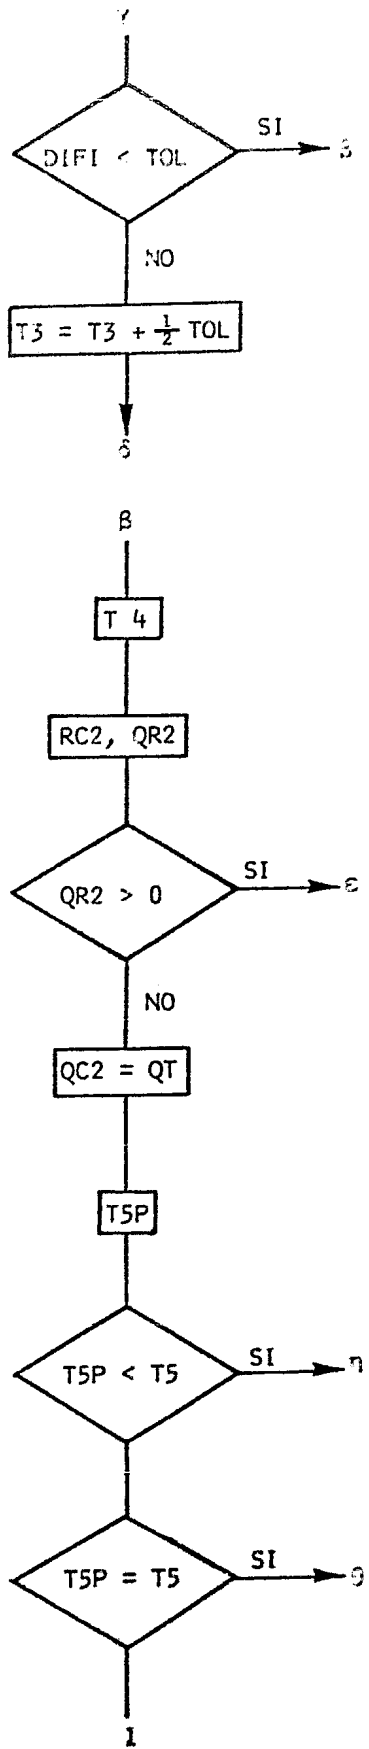 γ
DIFI < TOL
SI
β
NO
T3 = T3 + 1/2 TOL
δ
β
T 4
RC2, QR2
QR2 > 0
SI
ε
NO
QC2 = QT
T5P
T5P < T5
SI
η
T5P = T5
SI
θ
1